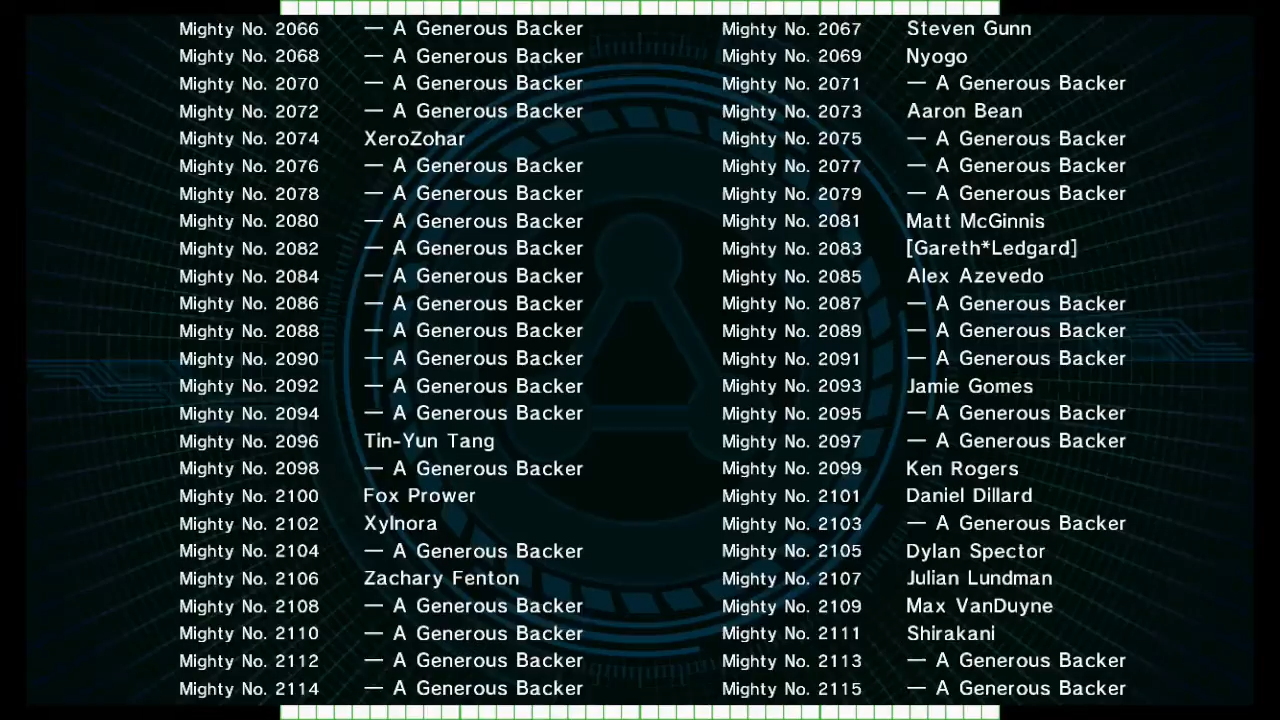 Mighty No. 2066 — A Generous Backer Mighty No. 2067 Steven Gunn
Mighty No. 2068 — A Generous Backer Mighty No. 2069 Nyogo
Mighty No. 2070 — A Generous Backer Mighty No. 2071 — A Generous Backer
Mighty No. 2072 — A Generous Backer Mighty No. 2073 Aaron Bean
Mighty No. 2074 XeroZohar Mighty No. 2075 — A Generous Backer
Mighty No. 2076 — A Generous Backer Mighty No. 2077 — A Generous Backer
Mighty No. 2078 — A Generous Backer Mighty No. 2079 — A Generous Backer
Mighty No. 2080 — A Generous Backer Mighty No. 2081 Matt McGinnis
Mighty No. 2082 — A Generous Backer Mighty No. 2083 [Gareth*Ledgard]
Mighty No. 2084 — A Generous Backer Mighty No. 2085 Alex Azevedo
Mighty No. 2086 — A Generous Backer Mighty No. 2087 — A Generous Backer
Mighty No. 2088 — A Generous Backer Mighty No. 2089 — A Generous Backer
Mighty No. 2090 — A Generous Backer Mighty No. 2091 — A Generous Backer
Mighty No. 2092 — A Generous Backer Mighty No. 2093 Jamie Gomes
Mighty No. 2094 — A Generous Backer Mighty No. 2095 — A Generous Backer
Mighty No. 2096 Tin-Yun Tang Mighty No. 2097 — A Generous Backer
Mighty No. 2098 — A Generous Backer Mighty No. 2099 Ken Rogers
Mighty No. 2100 Fox Prower Mighty No. 2101 Daniel Dillard
Mighty No. 2102 Xylnora Mighty No. 2103 — A Generous Backer
Mighty No. 2104 — A Generous Backer Mighty No. 2105 Dylan Spector
Mighty No. 2106 Zachary Fenton Mighty No. 2107 Julian Lundman
Mighty No. 2108 — A Generous Backer Mighty No. 2109 Max VanDuyne
Mighty No. 2110 — A Generous Backer Mighty No. 2111 Shirakani
Mighty No. 2112 — A Generous Backer Mighty No. 2113 — A Generous Backer
Mighty No. 2114 — A Generous Backer Mighty No. 2115 — A Generous Backer